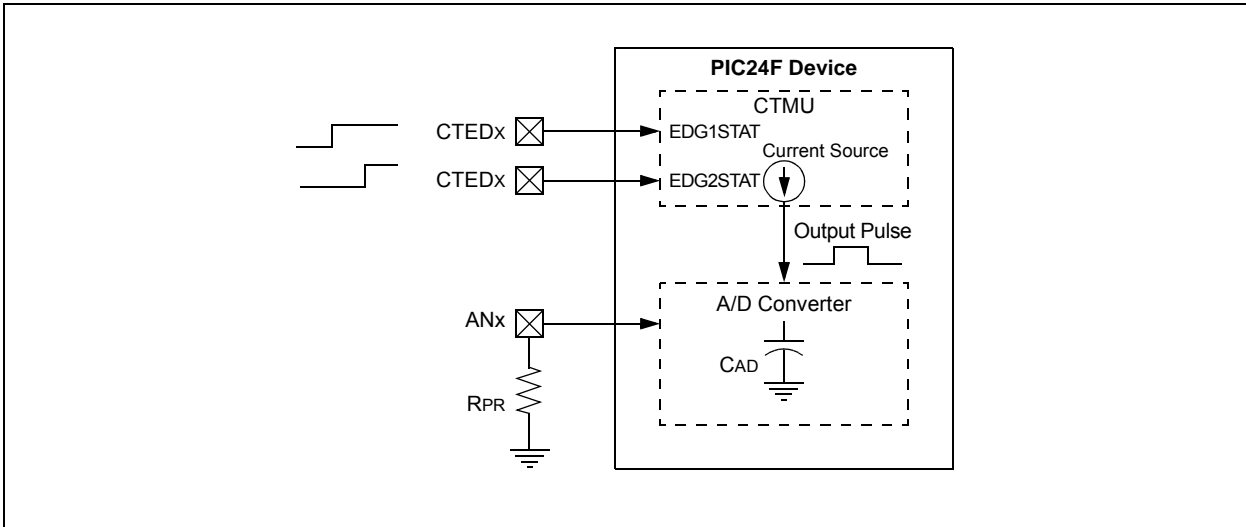 PIC24F Device
CTMU
CTEDX
EDG1STAT
Current Source
CTEDX
EDG2STAT
Output Pulse
A/D Converter
ANx
CAD
RPR